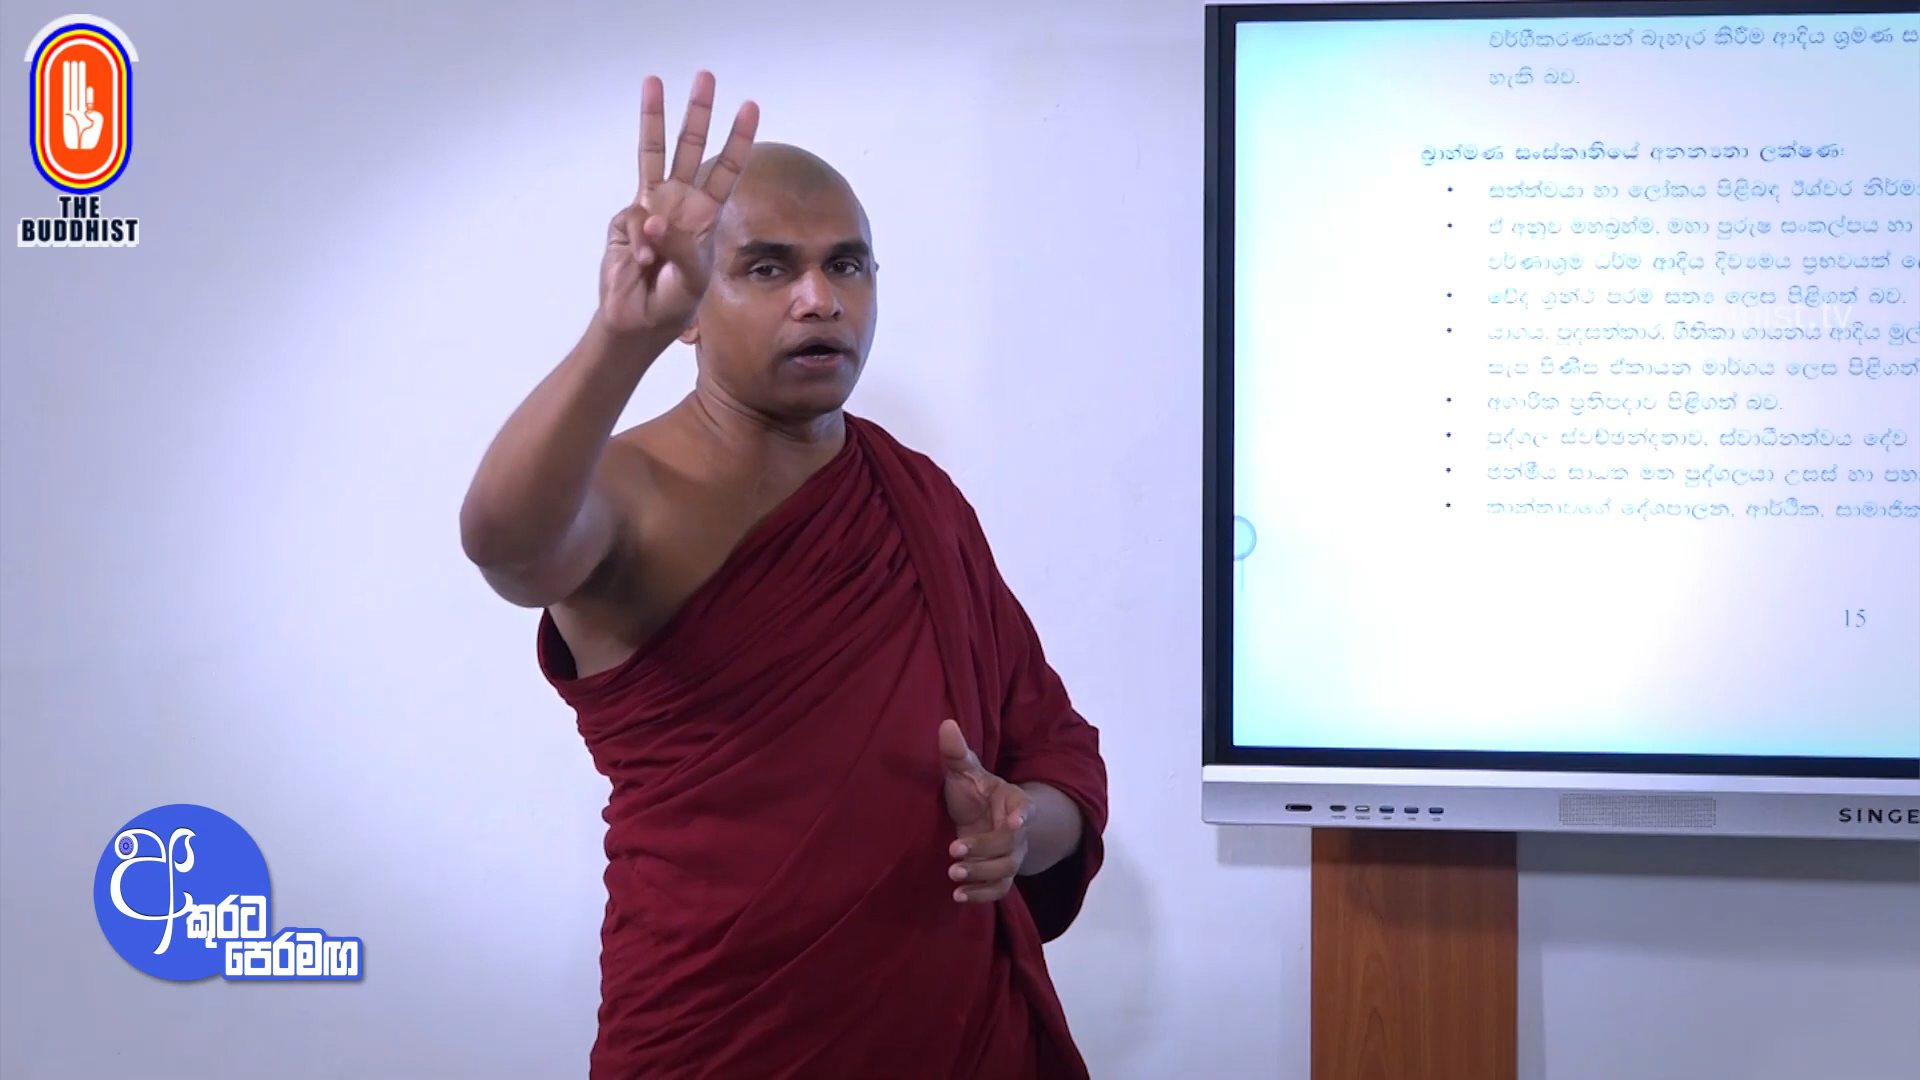 THE
BUDDHIST
වර්ගීකරණයන් බැහැර කිරීම ආදිය ශ්‍රමණ
හැකි බව.
බ්‍රාහ්මණ සංස්කෘතියේ අනන්‍යතා ලක්ෂණ:
• සත්ත්වයා හා ලෝකය පිළිබඳ ඊශ්වර
• ඒ අනුව මහබ්‍රහ්ම, මහා පුරුෂ සංකල්පය හා
වර්ණාශ්‍රම ධර්ම ආදිය දිව්‍යමය ප්‍රභවයක්
• වේද ග්‍රන්ථ පරම සත්‍ය ලෙස පිළිගත් බව.
• යාගය, පුදසත්කාර, ගීතිකා ගායනය ආදිය
සැප පිණිස ඒකායන මාර්ගය ලෙස පිළිගත්
• අගාරික ප්‍රතිපදාව පිළිගත් බව.
• පුද්ගල ස්වච්ඡන්දතාව, ස්වාධීනත්වය දේව
• ජන්මීය සාධක මත පුද්ගලයා උසස් හා
• කාන්තාවගේ දේශපාලන, ආර්ථික,
15
SINGE
අකුරට
පෙරමඟ